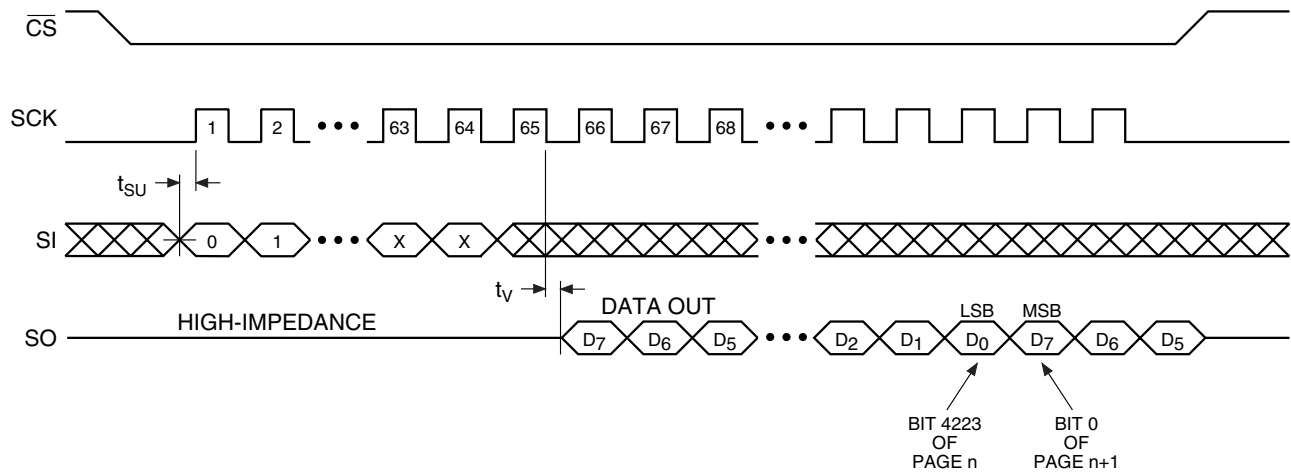 CS
SCK
1 2 ••• 63 64 65 66 67 68 •••
tSU
SI
0 1 ••• X X •••
tV
DATA OUT
HIGH-IMPEDANCE
LSB MSB
SO
D7 D6 D5 ••• D2 D1 D0 D7 D6 D5
BIT 4223
OF
PAGE n
BIT 0
OF
PAGE n+1